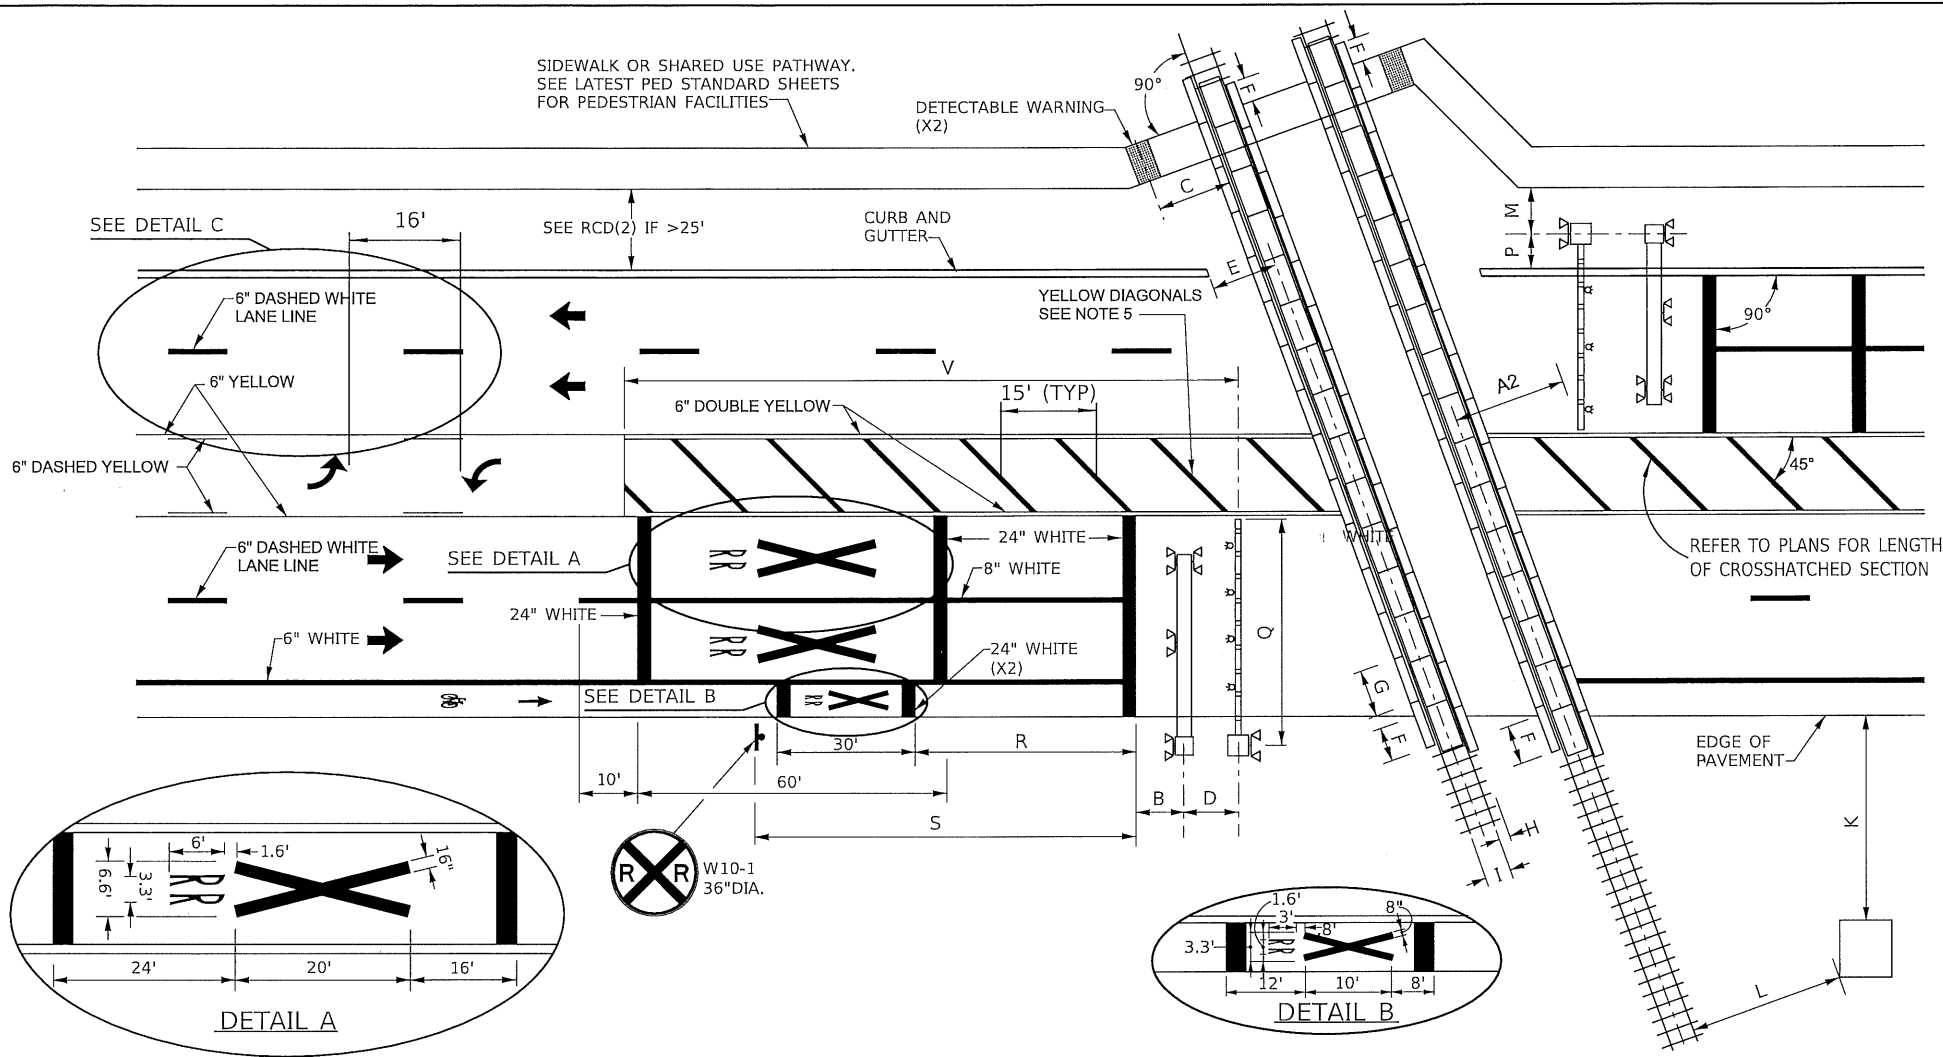 SIDEWALK OR SHARED USE PATHWAY.
SEE LATEST PED STANDARD SHEETS
FOR PEDESTRIAN FACILITIES
DETECTABLE WARNING
(X2)
90°
F
F
C
SEE DETAIL C
16'
SEE RCD(2) IF >25'
CURB AND
GUTTER
E
M
P
6" DASHED WHITE
LANE LINE
YELLOW DIAGONALS
SEE NOTE 5
90°
V
A2
6" YELLOW
15' (TYP)
6" DOUBLE YELLOW
6" DASHED YELLOW
45°
6" DASHED WHITE
LANE LINE
SEE DETAIL A
RR
24" WHITE
WHITE
8" WHITE
REFER TO PLANS FOR LENGTH
OF CROSSHATCHED SECTION
24" WHITE
6" WHITE
RR
24" WHITE
(X2)
Q
SEE DETAIL B
RR
G
F
F
30'
R
EDGE OF
PAVEMENT
10'
60'
B
D
S
H
I
K
L
R R
W10-1
36"DIA.
6'
1.6'
16"
6.6'
3.3'
RR
24'
20'
16'
DETAIL A
1.6'
3'
.8'
8"
3.3'
RR
12'
10'
8'
DETAIL B